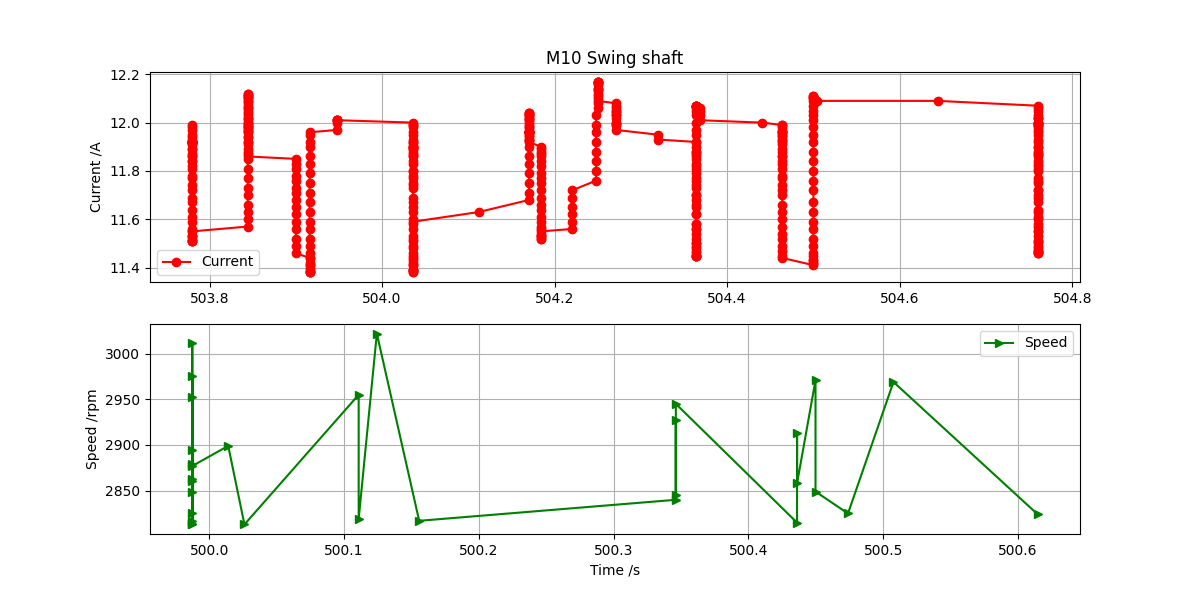 M10 Swing shaft
12.2
12.0
11.8
11.6
11.4
Current /A
Current
503.8 504.0 504.2 504.4 504.6 504.8
3000
2950
2900
2850
Speed /rpm
Speed
500.0 500.1 500.2 500.3 500.4 500.5 500.6
Time /s